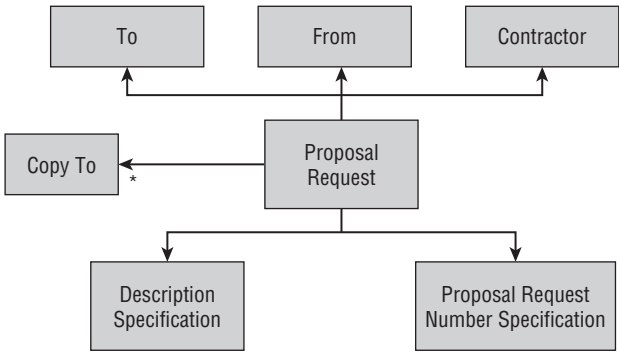 To
From
Contractor
Copy To
*
Proposal
Request
Description
Specification
Proposal Request
Number Specification